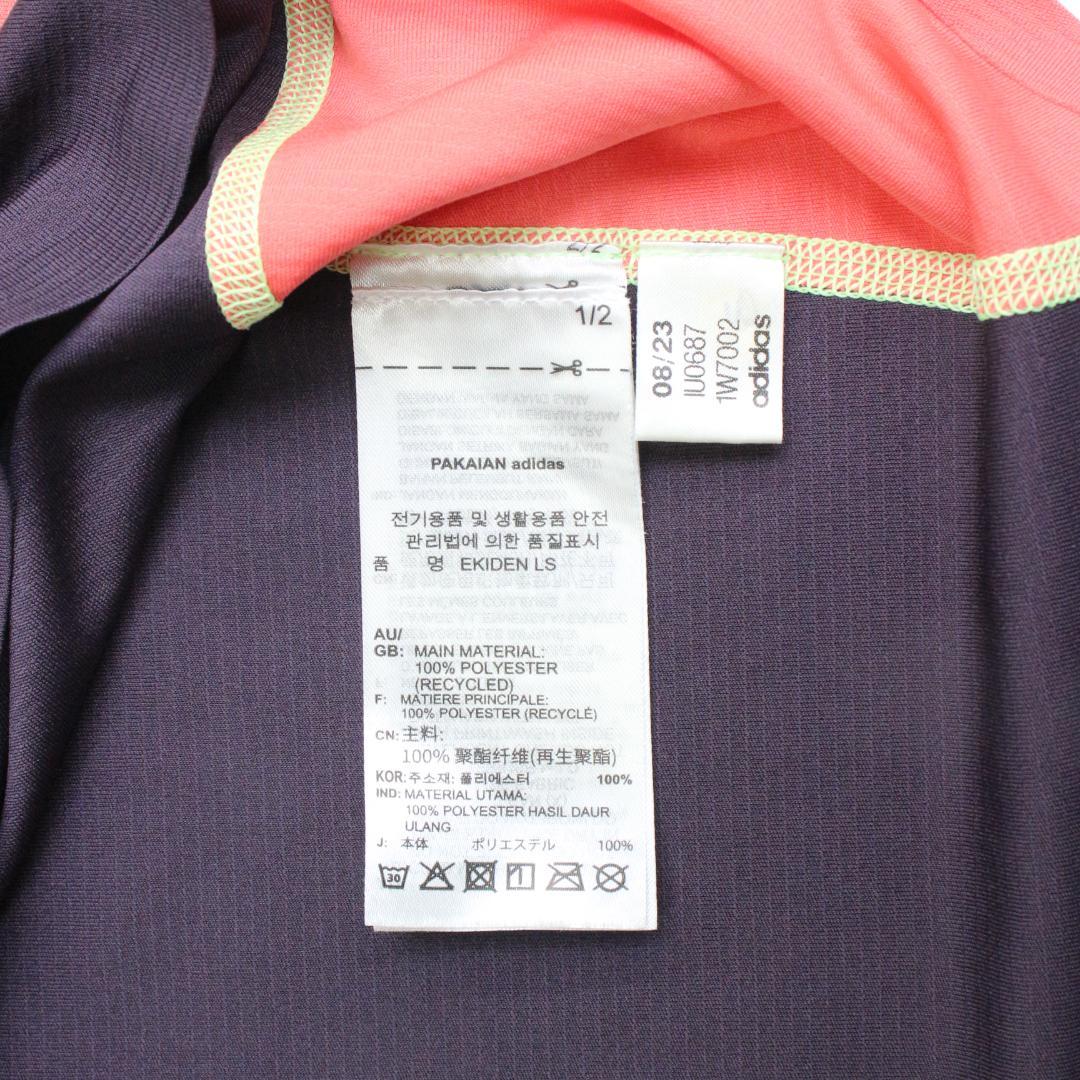 2/2
1/2
PAKAIAN adidas
전기용품 및 생활용품 안전
관리법에 의한 품질표시
품 명 EKIDEN LS
AU/
GB: MAIN MATERIAL:
100% POLYESTER
(RECYCLED)
F: MATIERE PRINCIPALE:
100% POLYESTER (RECYCLÉ)
CN: 主料:
100% 聚酯纤维(再生聚酯)
KOR: 주소재: 폴리에스터 100%
IND: MATERIAL UTAMA:
100% POLYESTER HASIL DAUR
ULANG
J: 本体 ポリエステル 100%
30
08/23
IU0687
1W7002
adidas